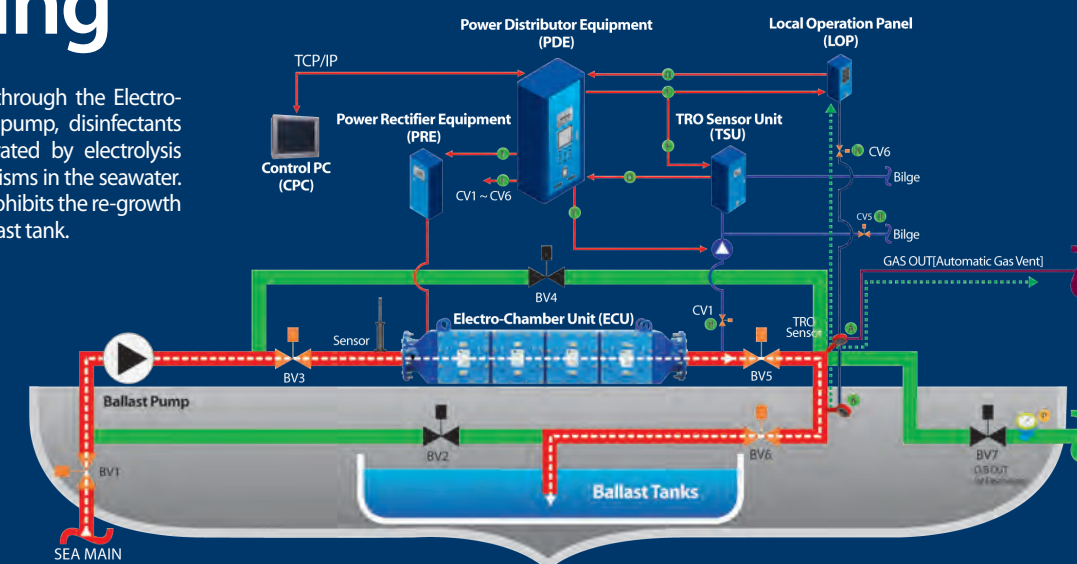 ing
through the Electro-
pump, disinfectants
rated by electrolysis
isms in the seawater.
ohibits the re-growth
last tank.
Power Distributor Equipment
(PDE)
Local Operation Panel
(LOP)
TCP/IP
Power Rectifier Equipment
(PRE)
TRO Sensor Unit
(TSU)
Control PC
(CPC)
CV1 ~ CV6
CV6
Bilge
CV5
Bilge
GAS OUT[Automatic Gas Vent]
BV4
CV1
Electro-Chamber Unit (ECU)
TRO
Sensor
Sensor
BV3
BV5
Ballast Pump
BV2
BV6
BV7
O/B OUT
BV1
Ballast Tanks
SEA MAIN